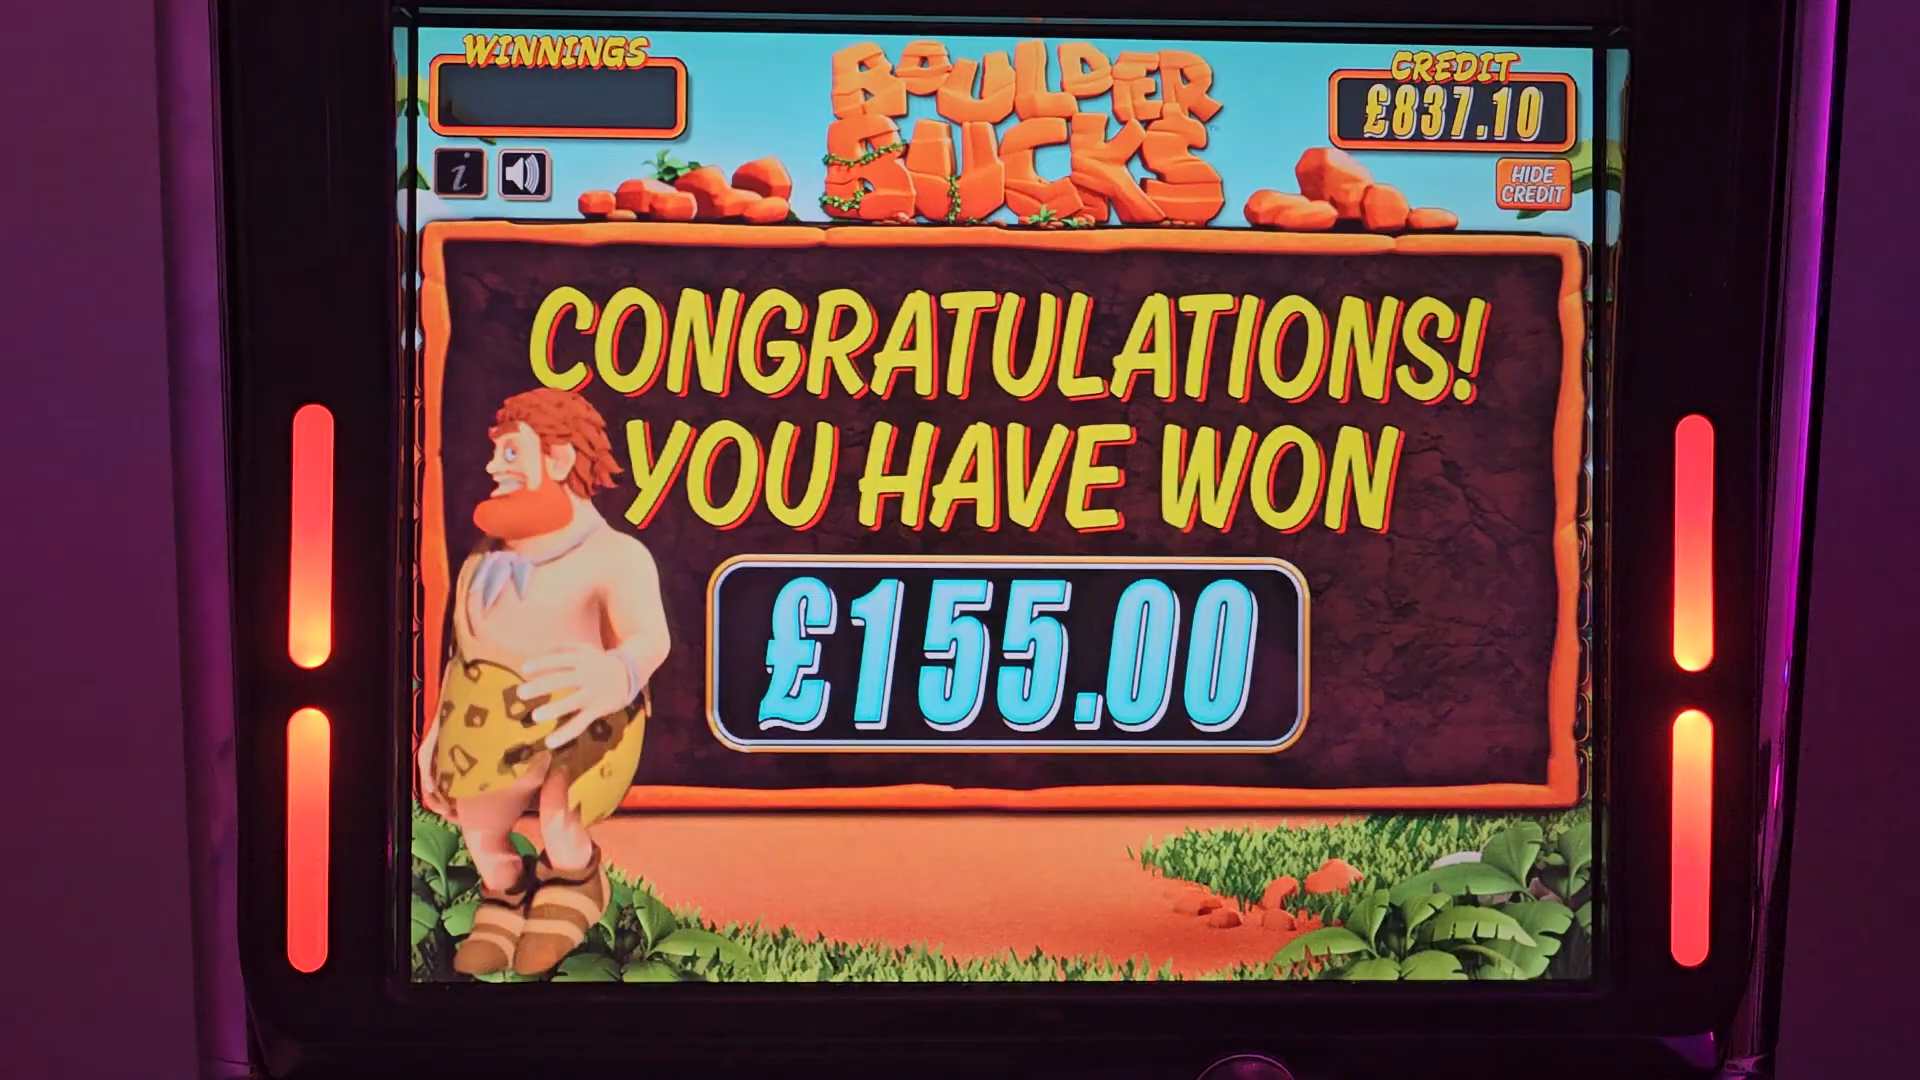 WINNINGS
BOULDER
BUCKS
CREDIT
£837.10
i
HIDE
CREDIT
CONGRATULATIONS!
YOU HAVE WON
£155.00